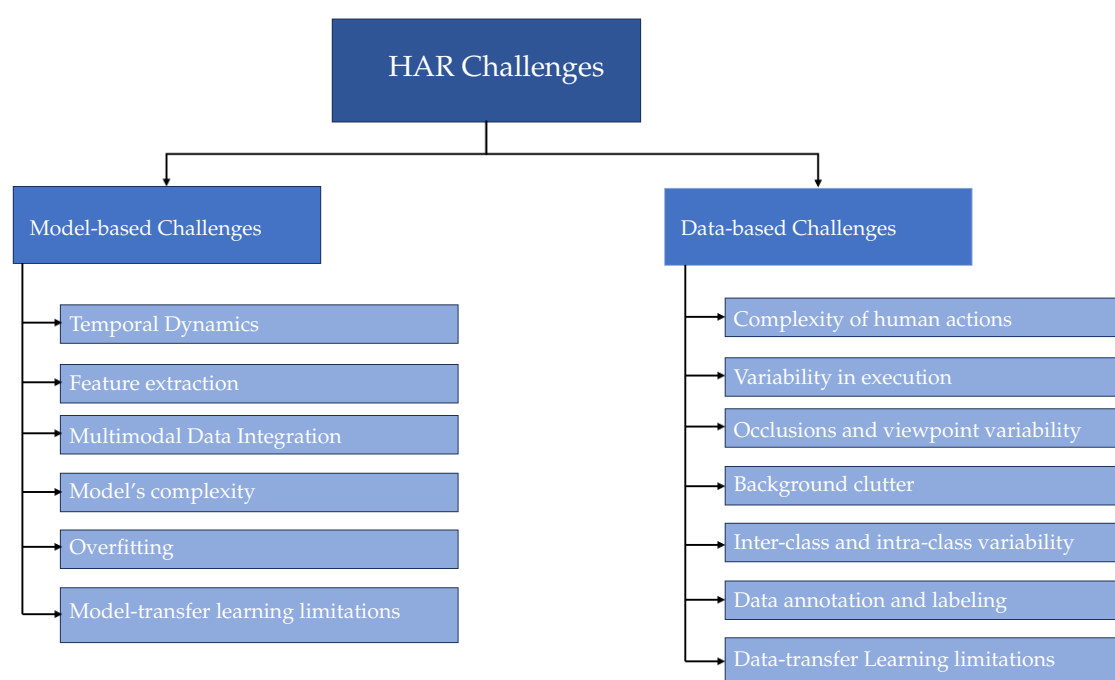 HAR Challenges
Model-based Challenges
Temporal Dynamics
Feature extraction
Multimodal Data Integration
Model’s complexity
Overfitting
Model-transfer learning limitations
Data-based Challenges
Complexity of human actions
Variability in execution
Occlusions and viewpoint variability
Background clutter
Inter-class and intra-class variability
Data annotation and labeling
Data-transfer Learning limitations